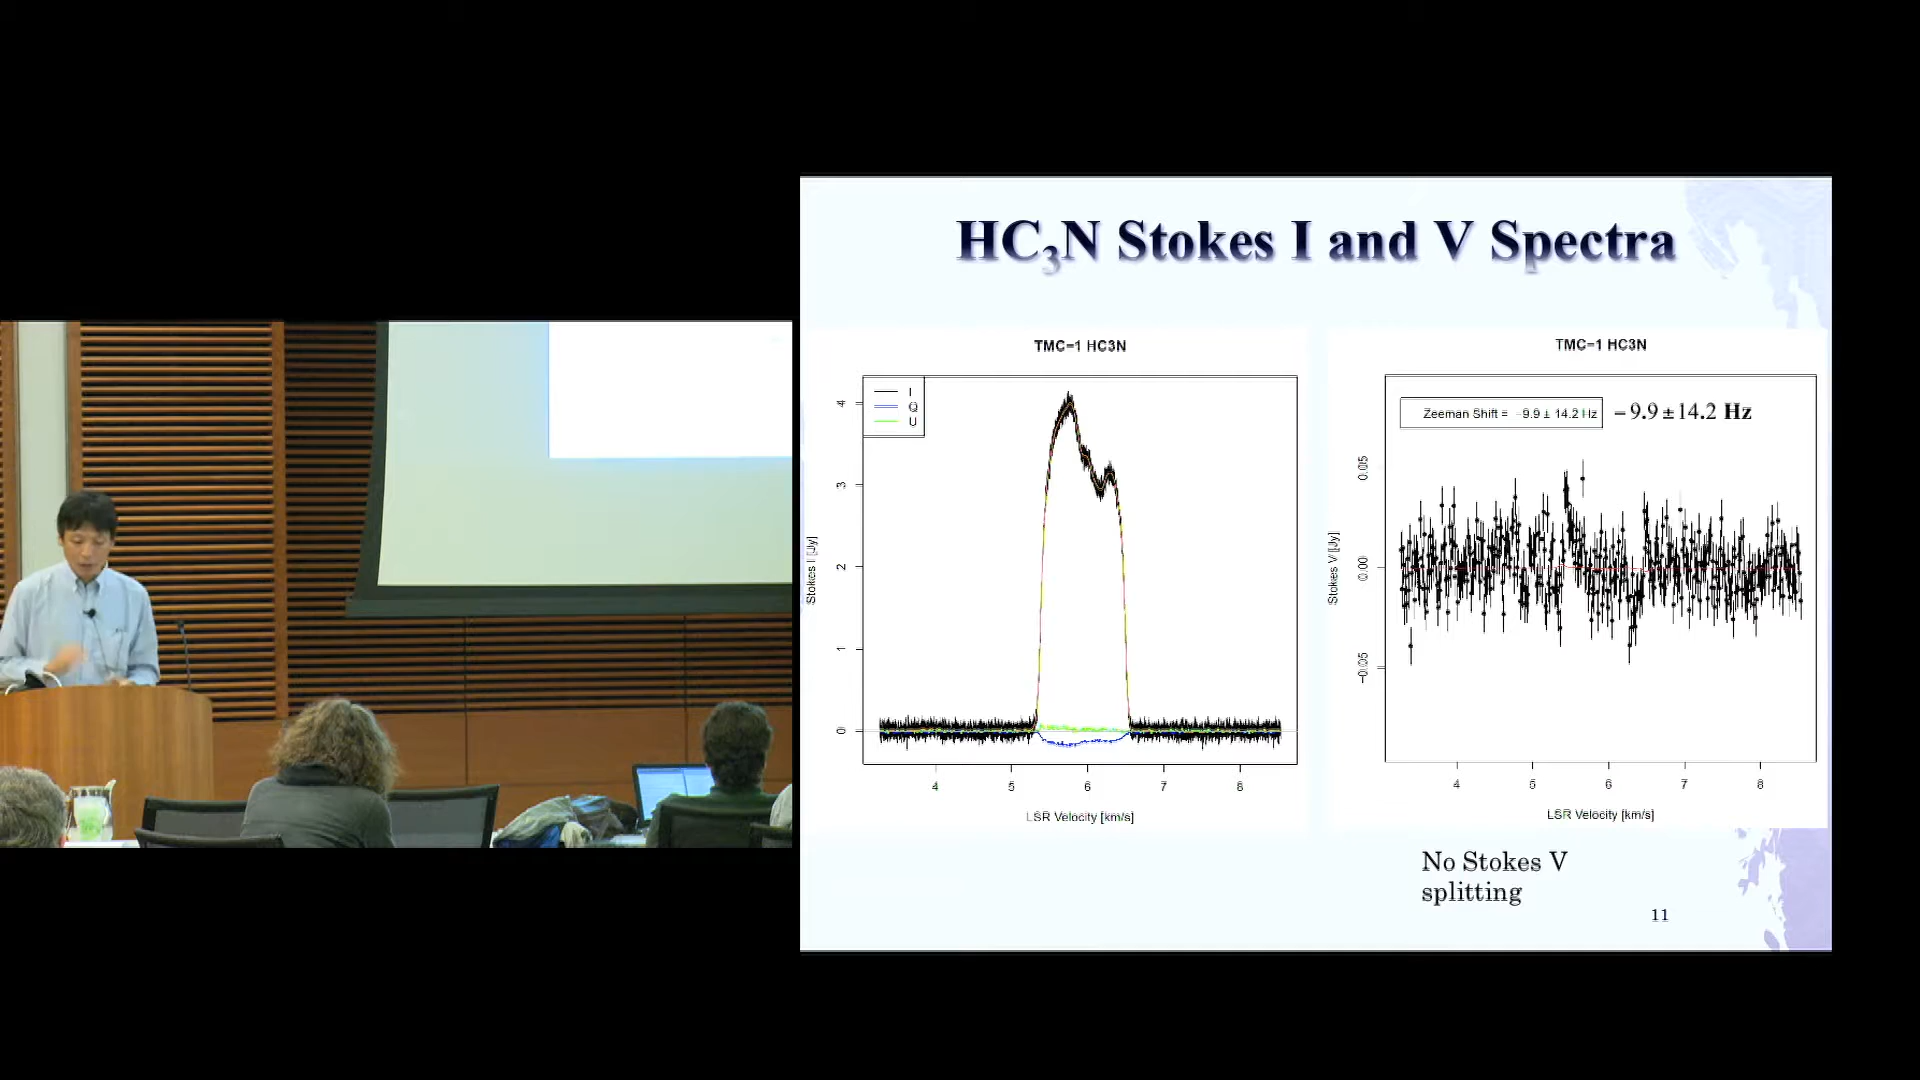 HC₃N Stokes I and V Spectra
TMC-1 HC3N
I
Q
U
4
3
2
1
0
Stokes I [Jy]
4
5
6
7
8
LSR Velocity [km/s]
TMC-1 HC3N
Zeeman Shift = -9.9 ± 14.2 Hz
−9.9±14.2 Hz
0.05
0.00
−0.05
Stokes V [Jy]
4
5
6
7
8
LSR Velocity [km/s]
No Stokes V
splitting
11